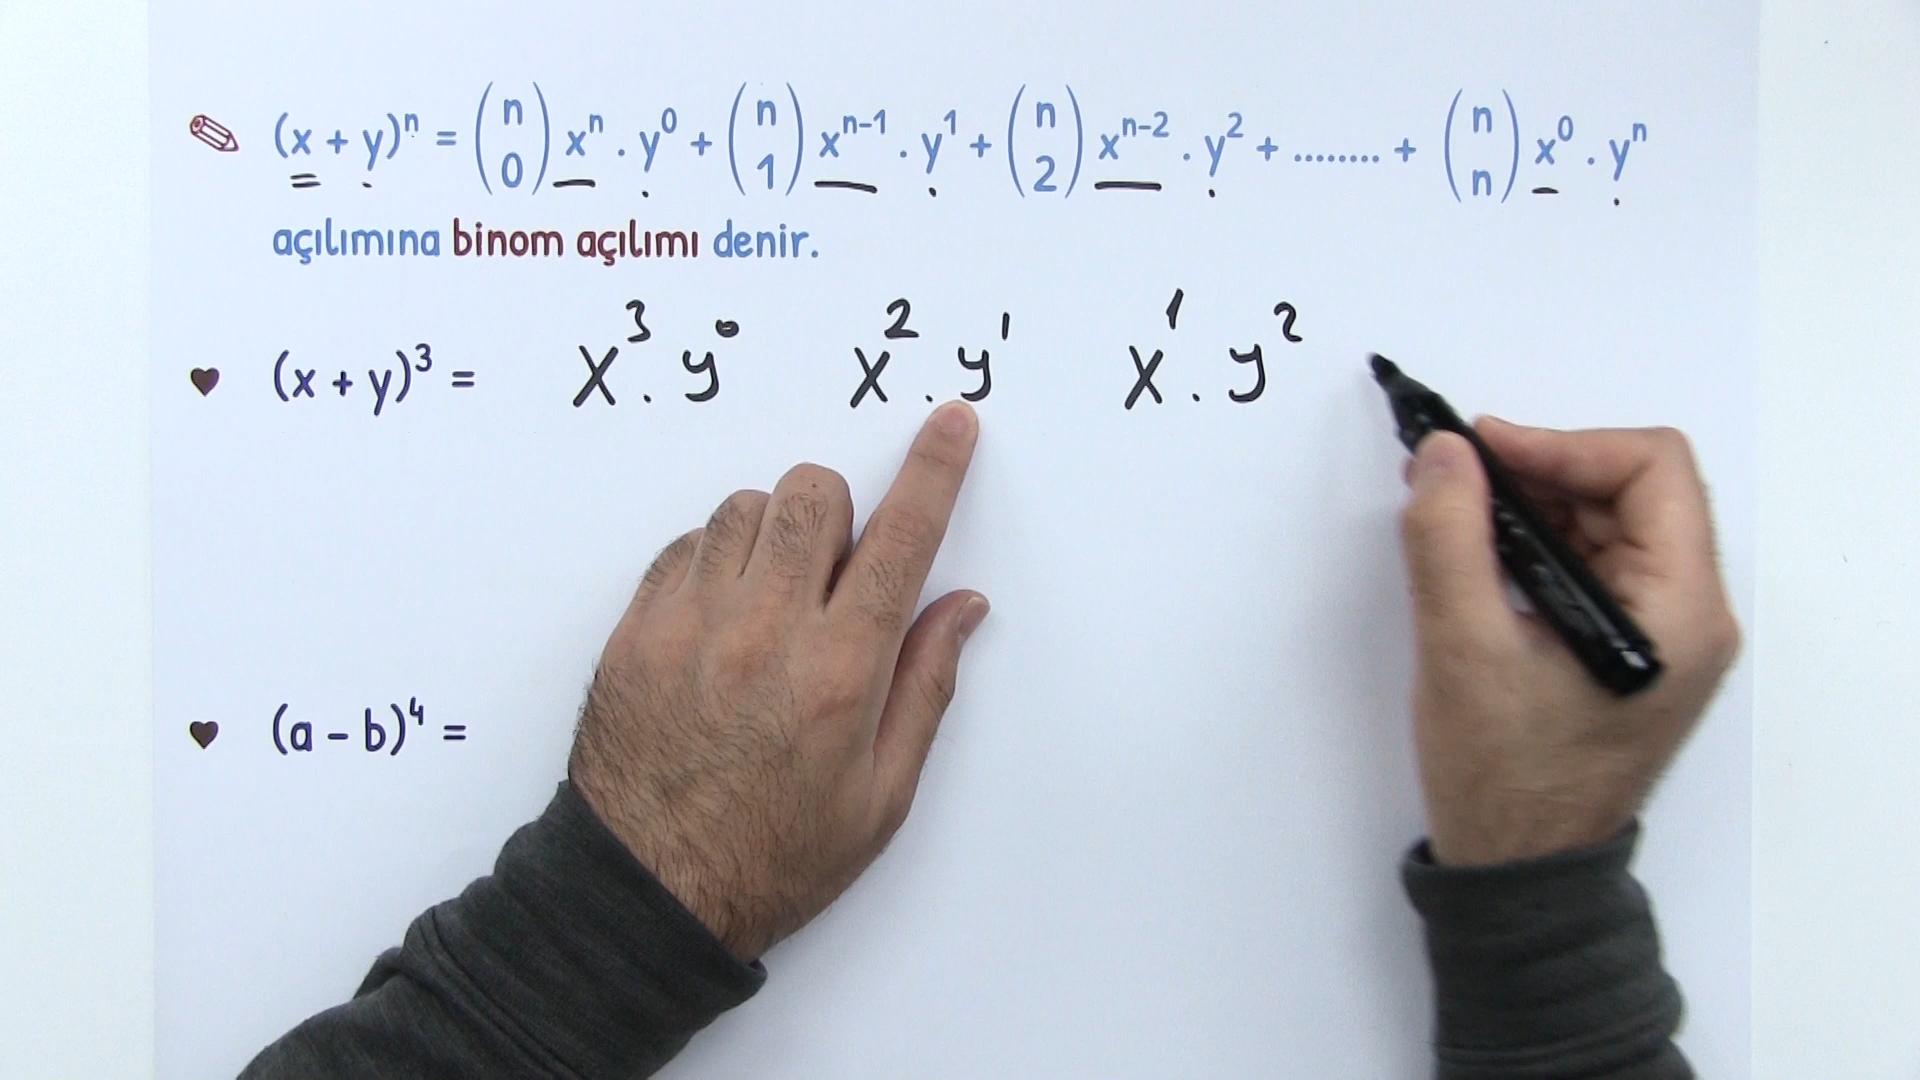 (x + y)ⁿ = (n 0) xⁿ . y⁰ + (n 1) xⁿ⁻¹ . y¹ + (n 2) xⁿ⁻² . y² + ........ + (n n) x⁰ . yⁿ
açılımına binom açılımı denir.
(x + y)³ = x³ . y⁰ x² . y¹ x¹ . y²
(a - b)⁴ =